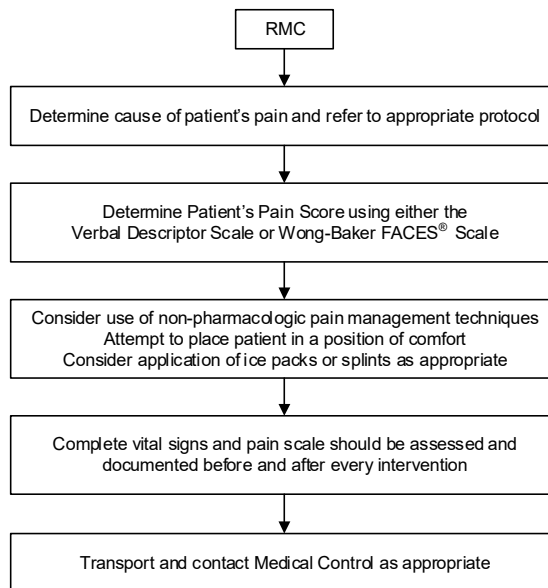 RMC
Determine cause of patient's pain and refer to appropriate protocol
Determine Patient's Pain Score using either the
Verbal Descriptor Scale or Wong-Baker FACES® Scale
Consider use of non-pharmacologic pain management techniques
Attempt to place patient in a position of comfort
Consider application of ice packs or splints as appropriate
Complete vital signs and pain scale should be assessed and
documented before and after every intervention
Transport and contact Medical Control as appropriate